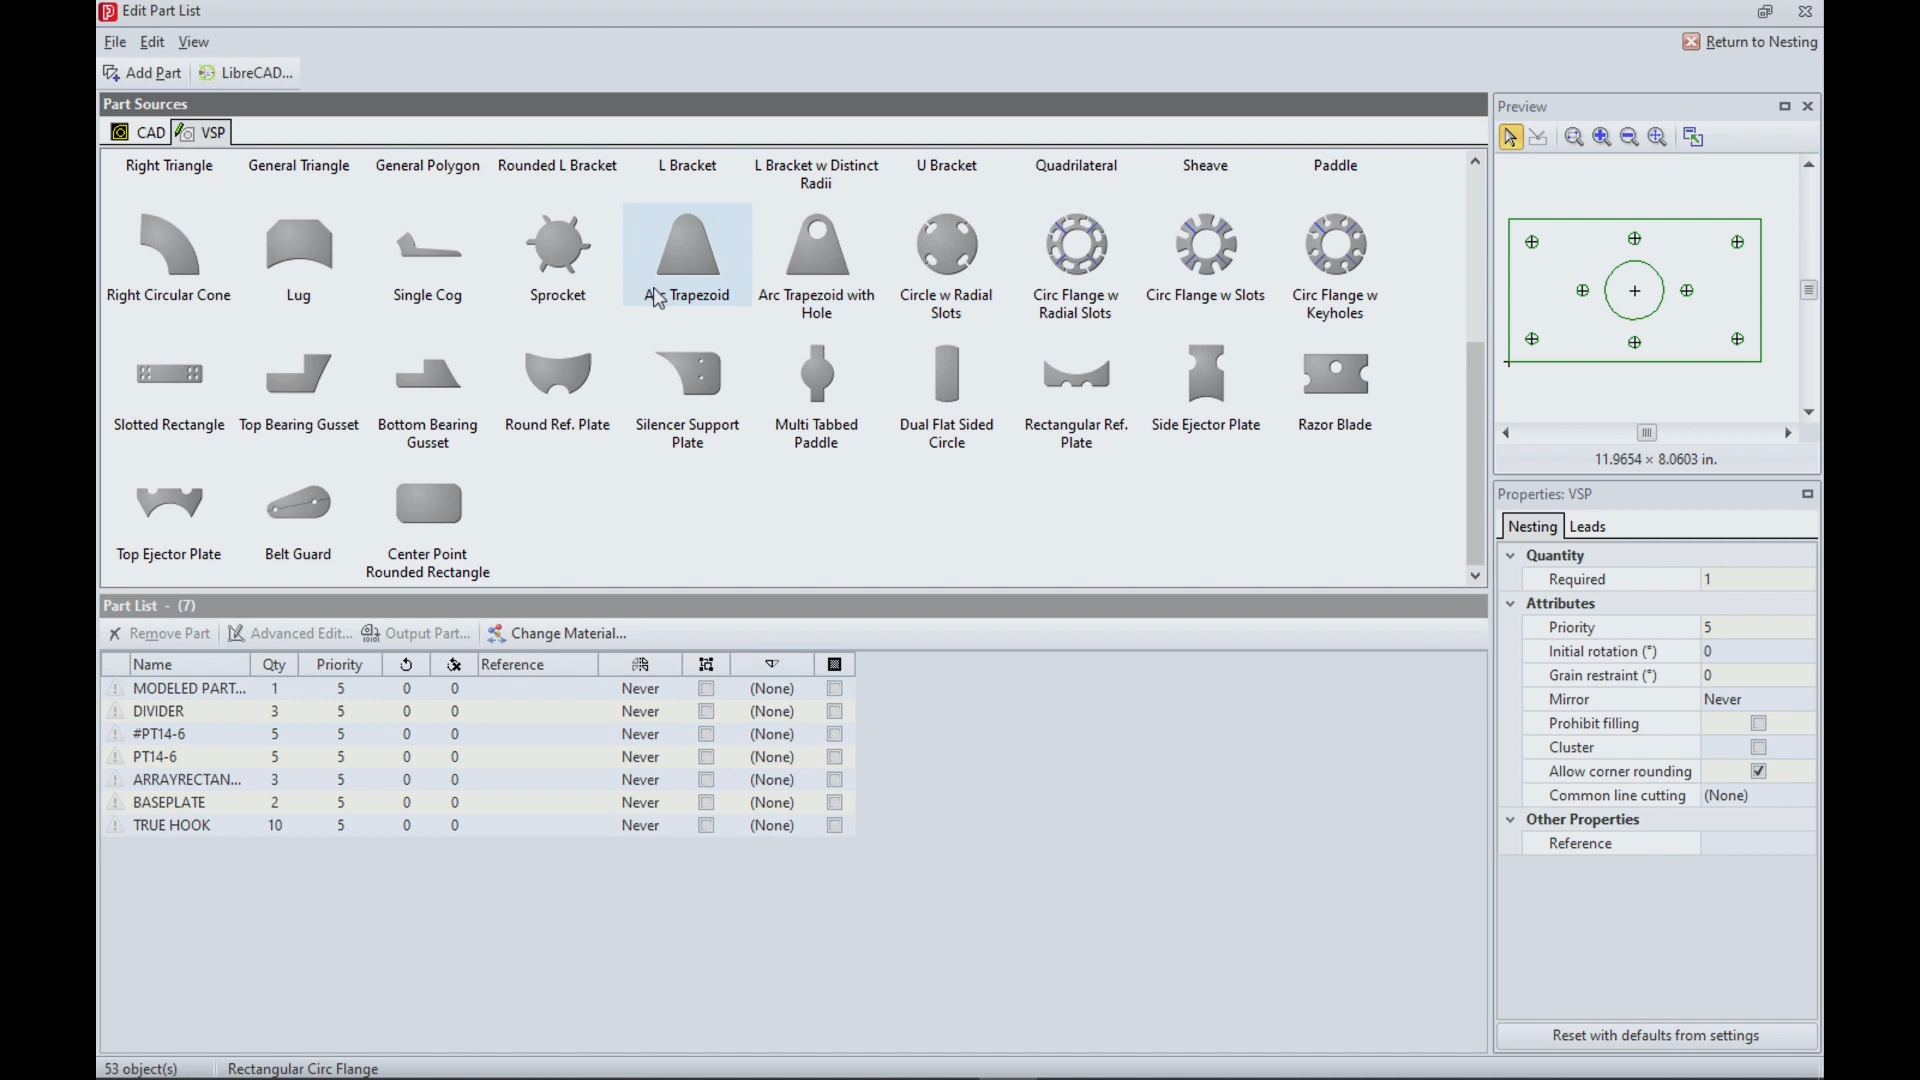 Edit Part List
File Edit View
Return to Nesting
Add Part LibreCAD...
Part Sources
CAD VSP
Right Triangle General Triangle General Polygon Rounded L Bracket L Bracket L Bracket w Distinct Radii U Bracket Quadrilateral Sheave Paddle
Right Circular Cone Lug Single Cog Sprocket Arc Trapezoid Arc Trapezoid with Hole Circle w Radial Slots Circ Flange w Radial Slots Circ Flange w Slots Circ Flange w Keyholes
Slotted Rectangle Top Bearing Gusset Bottom Bearing Gusset Round Ref. Plate Silencer Support Plate Multi Tabbed Paddle Dual Flat Sided Circle Rectangular Ref. Plate Side Ejector Plate Razor Blade
Top Ejector Plate Belt Guard Center Point Rounded Rectangle
Part List - (7)
Remove Part Advanced Edit... Output Part... Change Material...
Name Qty Priority Reference
MODELED PART... 1 5 0 0 Never (None)
DIVIDER 3 5 0 0 Never (None)
#PT14-6 5 5 0 0 Never (None)
PT14-6 5 5 0 0 Never (None)
ARRAYRECTAN... 3 5 0 0 Never (None)
BASEPLATE 2 5 0 0 Never (None)
TRUE HOOK 10 5 0 0 Never (None)
53 object(s) Rectangular Circ Flange
Preview
11.9654 × 8.0603 in.
Properties: VSP
Nesting Leads
Quantity
Required 1
Attributes
Priority 5
Initial rotation (°) 0
Grain restraint (°) 0
Mirror Never
Prohibit filling
Cluster
Allow corner rounding
Common line cutting (None)
Other Properties
Reference
Reset with defaults from settings